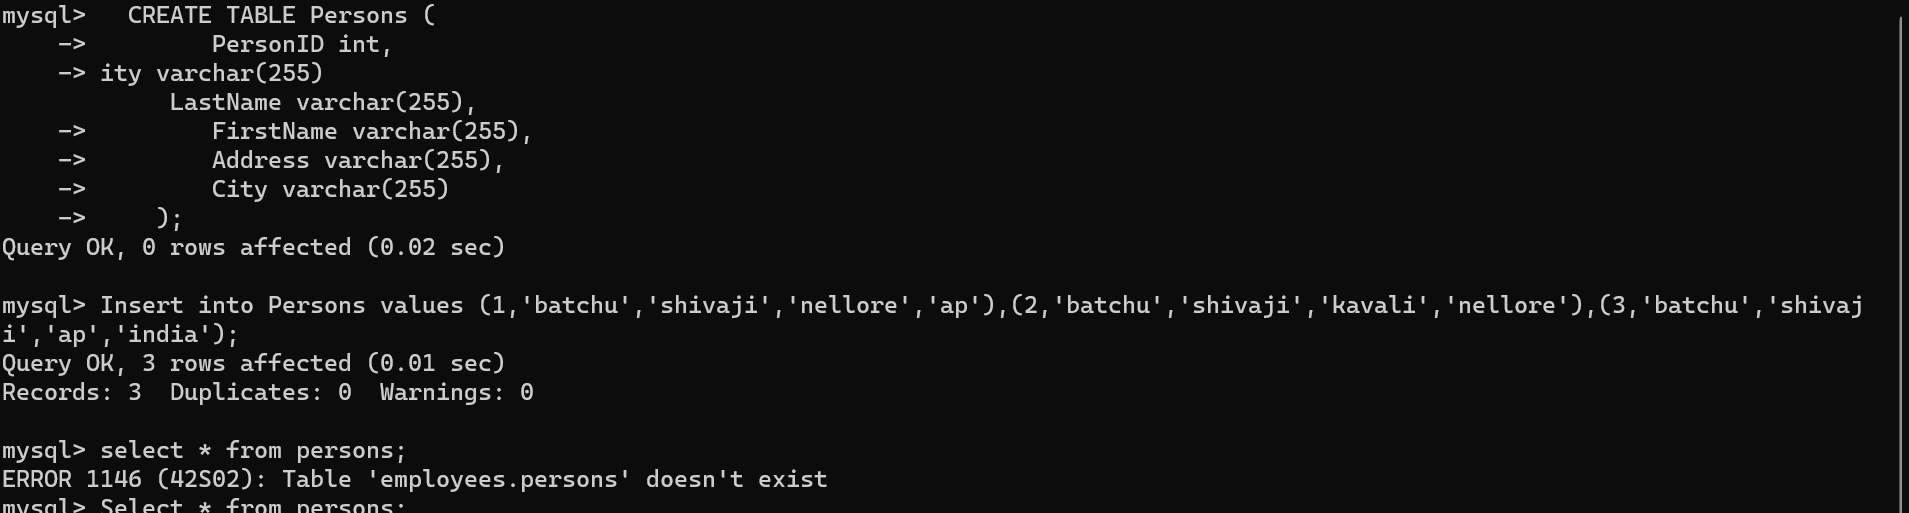 mysql>   CREATE TABLE Persons (
    ->         PersonID int,
    -> ity varchar(255)
            LastName varchar(255),
    ->         FirstName varchar(255),
    ->         Address varchar(255),
    ->         City varchar(255)
    ->     );
Query OK, 0 rows affected (0.02 sec)

mysql> Insert into Persons values (1,'batchu','shivaji','nellore','ap'),(2,'batchu','shivaji','kavali','nellore'),(3,'batchu','shivaj
i','ap','india');
Query OK, 3 rows affected (0.01 sec)
Records: 3  Duplicates: 0  Warnings: 0

mysql> select * from persons;
ERROR 1146 (42S02): Table 'employees.persons' doesn't exist
mysql> Select * from persons;